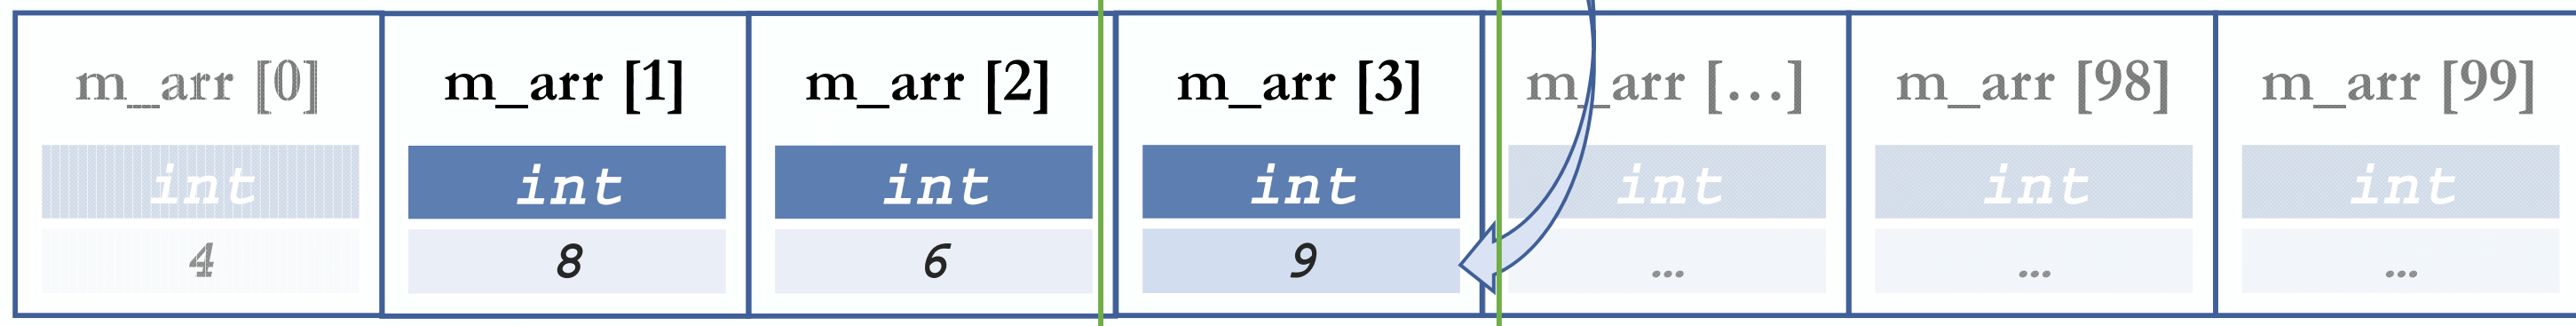 m_arr [0] m_arr [1] m_arr [2] m_arr [3] m_arr [...] m_arr [98] m_arr [99]
int int int int int int int
4 8 6 9 ... ... ...